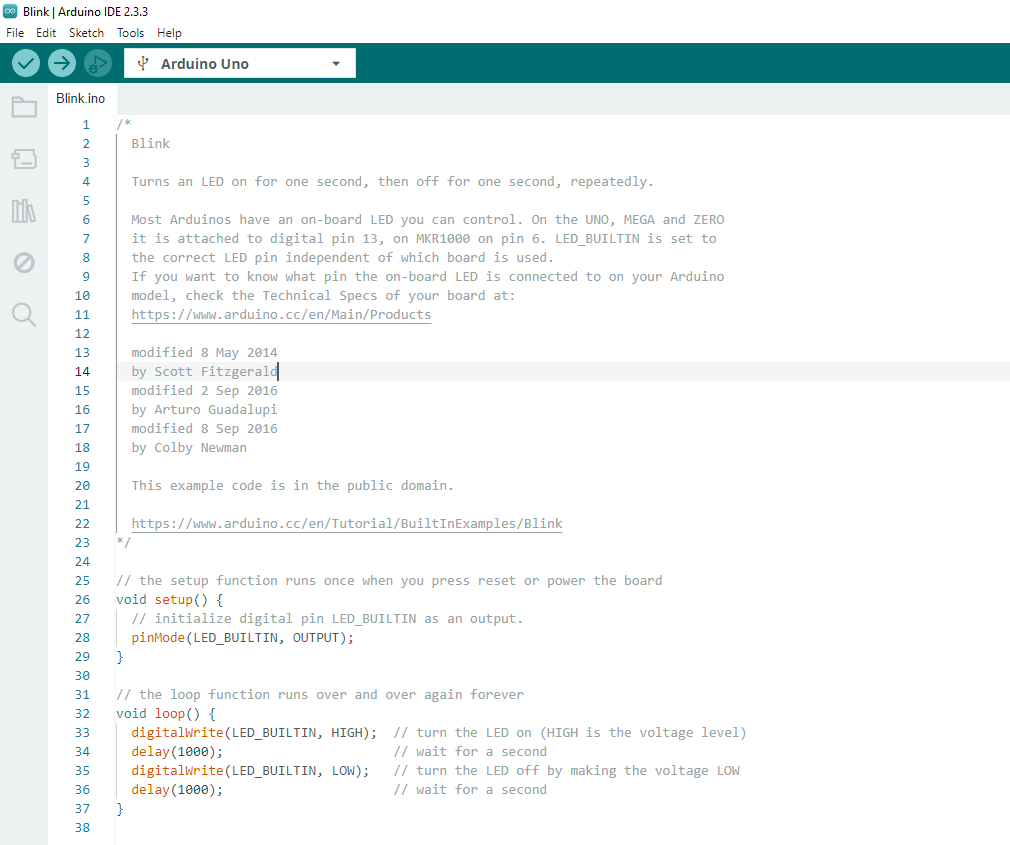 Blink | Arduino IDE 2.3.3
File Edit Sketch Tools Help
Arduino Uno
Blink.ino
1 /*
2   Blink
3
4   Turns an LED on for one second, then off for one second, repeatedly.
5
6   Most Arduinos have an on-board LED you can control. On the UNO, MEGA and ZERO
7   it is attached to digital pin 13, on MKR1000 on pin 6. LED_BUILTIN is set to
8   the correct LED pin independent of which board is used.
9   If you want to know what pin the on-board LED is connected to on your Arduino
10   model, check the Technical Specs of your board at:
11   https://www.arduino.cc/en/Main/Products
12
13   modified 8 May 2014
14   by Scott Fitzgerald
15   modified 2 Sep 2016
16   by Arturo Guadalupi
17   modified 8 Sep 2016
18   by Colby Newman
19
20   This example code is in the public domain.
21
22   https://www.arduino.cc/en/Tutorial/BuiltInExamples/Blink
23 */
24
25 // the setup function runs once when you press reset or power the board
26 void setup() {
27   // initialize digital pin LED_BUILTIN as an output.
28   pinMode(LED_BUILTIN, OUTPUT);
29 }
30
31 // the loop function runs over and over again forever
32 void loop() {
33   digitalWrite(LED_BUILTIN, HIGH);  // turn the LED on (HIGH is the voltage level)
34   delay(1000);                      // wait for a second
35   digitalWrite(LED_BUILTIN, LOW);   // turn the LED off by making the voltage LOW
36   delay(1000);                      // wait for a second
37 }
38